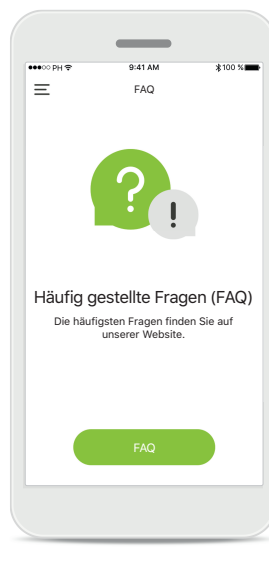 ●●●○○ PH 9:41 AM 100 %
FAQ
?
!
Häufig gestellte Fragen (FAQ)
Die häufigsten Fragen finden Sie auf
unserer Website.
FAQ